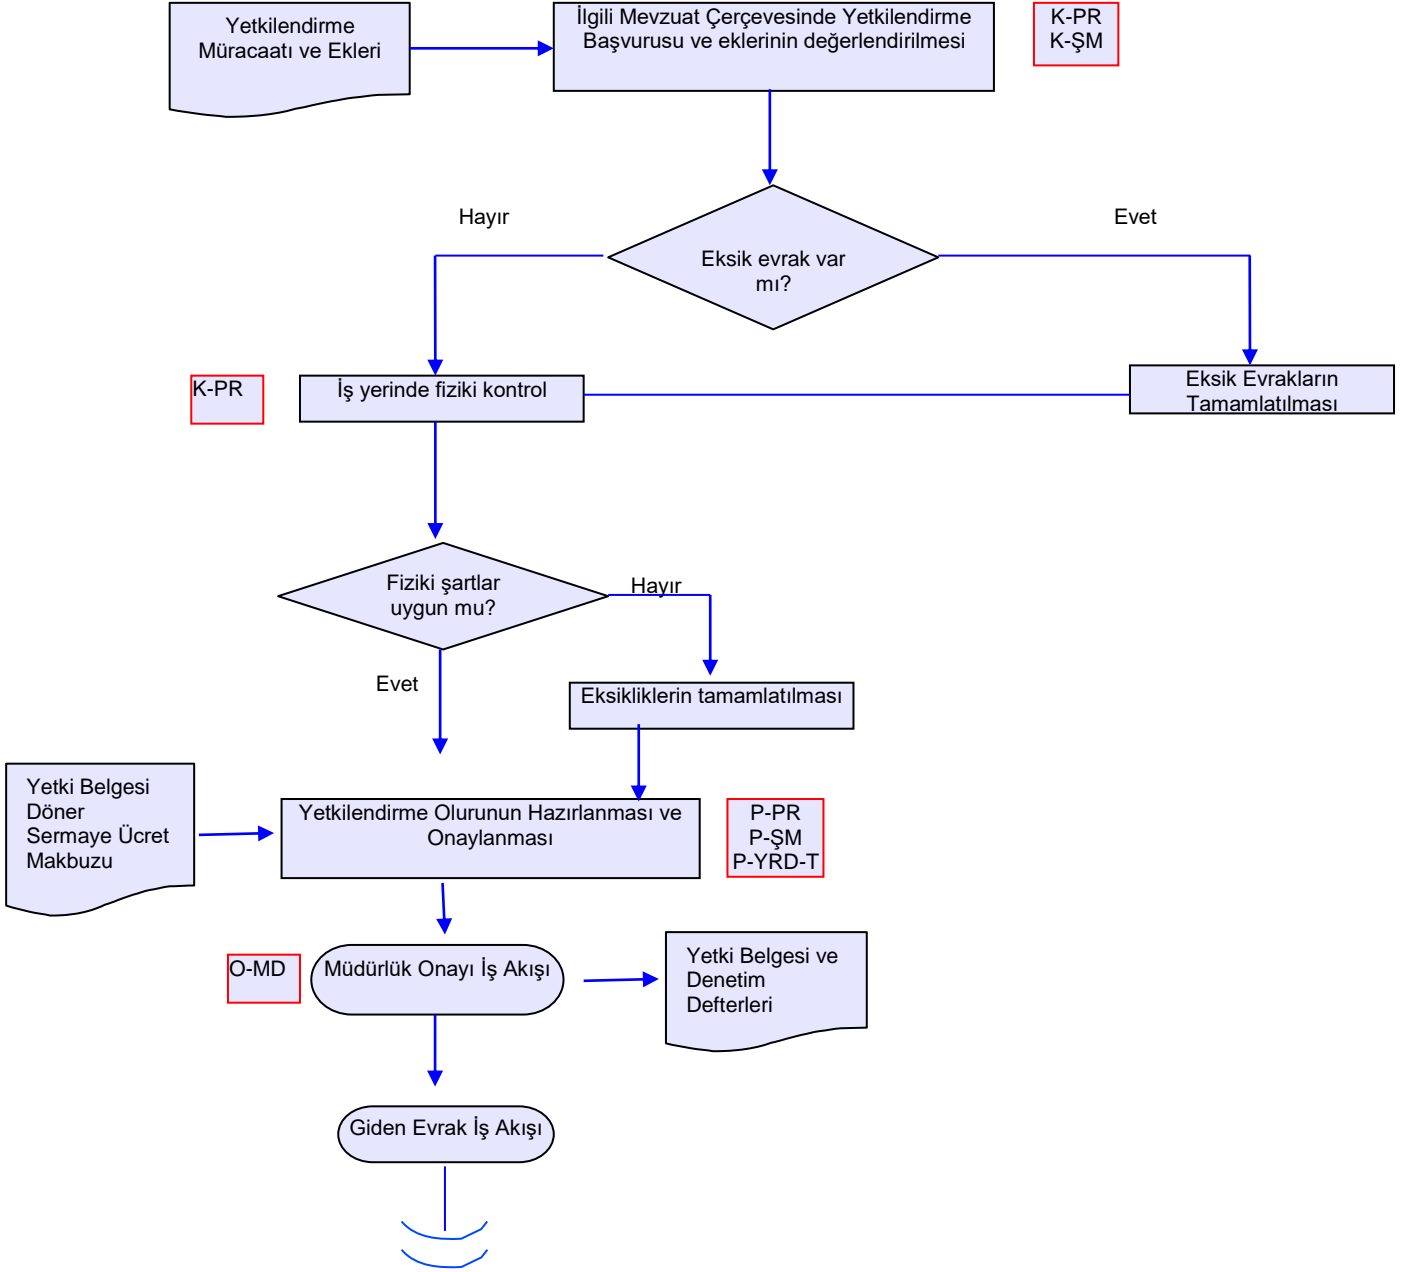 Yetkilendirme
Müracaatı ve Ekleri
İlgili Mevzuat Çerçevesinde Yetkilendirme
Başvurusu ve eklerinin değerlendirilmesi
K-PR
K-ŞM
Hayır
Evet
Eksik evrak var
mı?
K-PR
İş yerinde fiziki kontrol
Eksik Evrakların
Tamamlatılması
Fiziki şartlar
uygun mu?
Hayır
Evet
Eksikliklerin tamamlatılması
Yetki Belgesi
Döner
Sermaye Ücret
Makbuzu
Yetkilendirme Olurunun Hazırlanması ve
Onaylanması
P-PR
P-ŞM
P-YRD-T
O-MD
Müdürlük Onayı İş Akışı
Yetki Belgesi ve
Denetim
Defterleri
Giden Evrak İş Akışı